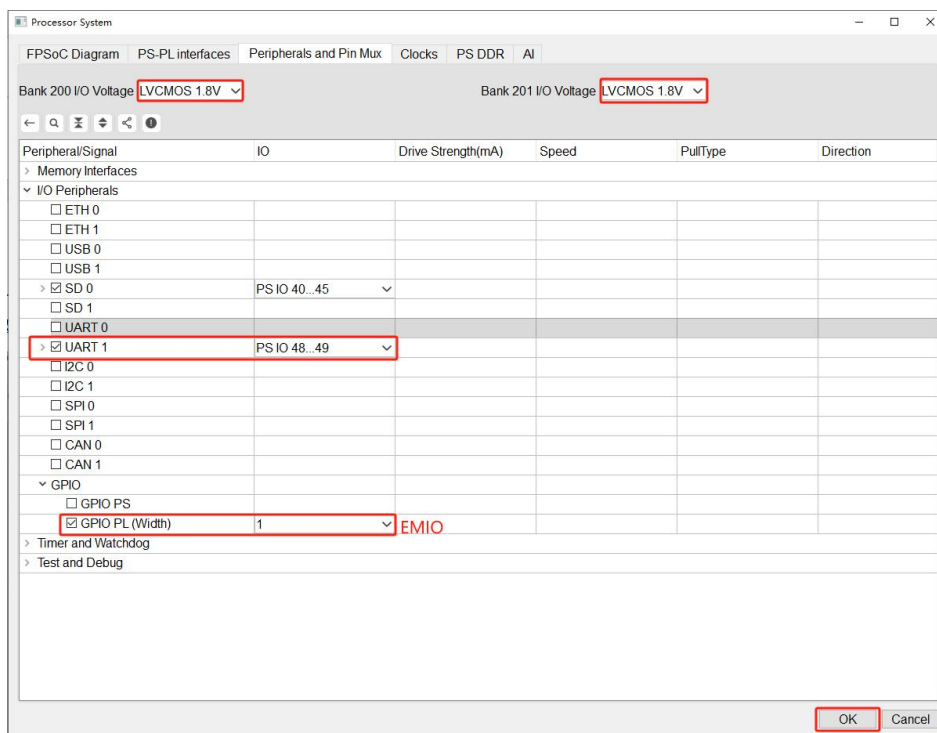 Processor System
FPSoC Diagram PS-PL interfaces Peripherals and Pin Mux Clocks PS DDR AI
Bank 200 I/O Voltage LVCMOS 1.8V Bank 201 I/O Voltage LVCMOS 1.8V
Peripheral/Signal IO Drive Strength(mA) Speed PullType Direction
Memory Interfaces
I/O Peripherals
ETH 0
ETH 1
USB 0
USB 1
SD 0 PS IO 40...45
SD 1
UART 0
UART 1 PS IO 48...49
I2C 0
I2C 1
SPI 0
SPI 1
CAN 0
CAN 1
GPIO
GPIO PS
GPIO PL (Width) 1 EMIO
Timer and Watchdog
Test and Debug
OK Cancel